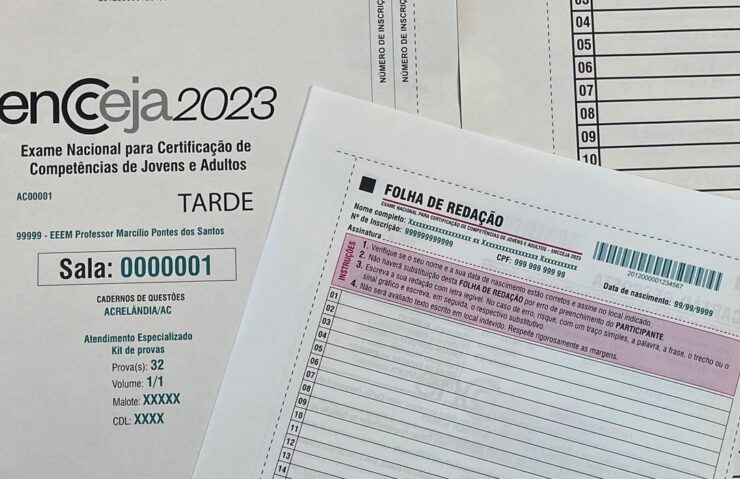 encceja2023
Exame Nacional para Certificação de
Competências de Jovens e Adultos
AC00001
TARDE
99999 - EEEM Professor Marcílio Pontes dos Santos
Sala: 0000001
CADERNOS DE QUESTÕES
ACRELÂNDIA/AC
Atendimento Especializado
Kit de provas
Prova(s): 32
Volume: 1/1
Malote: XXXXX
CDL: XXXX
NÚMERO DE INSCRIÇ
NÚMERO DE INSCRIÇ
03
04
05
06
07
08
09
10
FOLHA DE REDAÇÃO
EXAME NACIONAL PARA CERTIFICAÇÃO DE COMPETÊNCIAS DE JOVENS E ADULTOS - ENCCEJA 2023
Nome completo:
Nº de Inscrição: 999999999999
CPF: 999 999 999 99
Assinatura
2012000001234567
Data de nascimento: 99/99/9999
INSTRUÇÕES
1. Verifique se o seu nome e a sua data de nascimento estão corretos e assine no local indicado.
2. Não haverá substituição desta FOLHA DE REDAÇÃO por erro de preenchimento do PARTICIPANTE.
3. Escreva a sua redação com letra legível. No caso de erro, risque, com um traço simples, a palavra, a frase, o trecho ou o
sinal gráfico e escreva, em seguida, o respectivo substitutivo.
4. Não será avaliado texto escrito em local indevido. Respeite rigorosamente as margens.
01
02
03
04
05
06
07
08
09
10
11
12
13
14